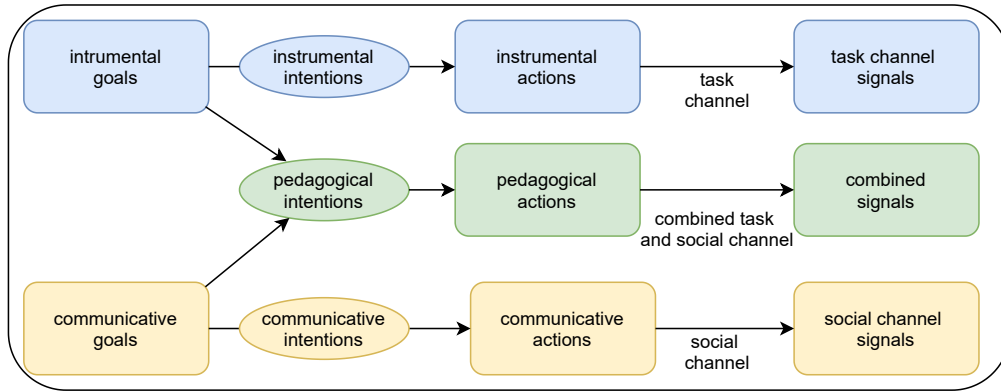 intrumental
goals
instrumental
intentions
instrumental
actions
task
channel
task channel
signals
pedagogical
intentions
pedagogical
actions
combined task
and social channel
combined
signals
communicative
goals
communicative
intentions
communicative
actions
social
channel
social channel
signals